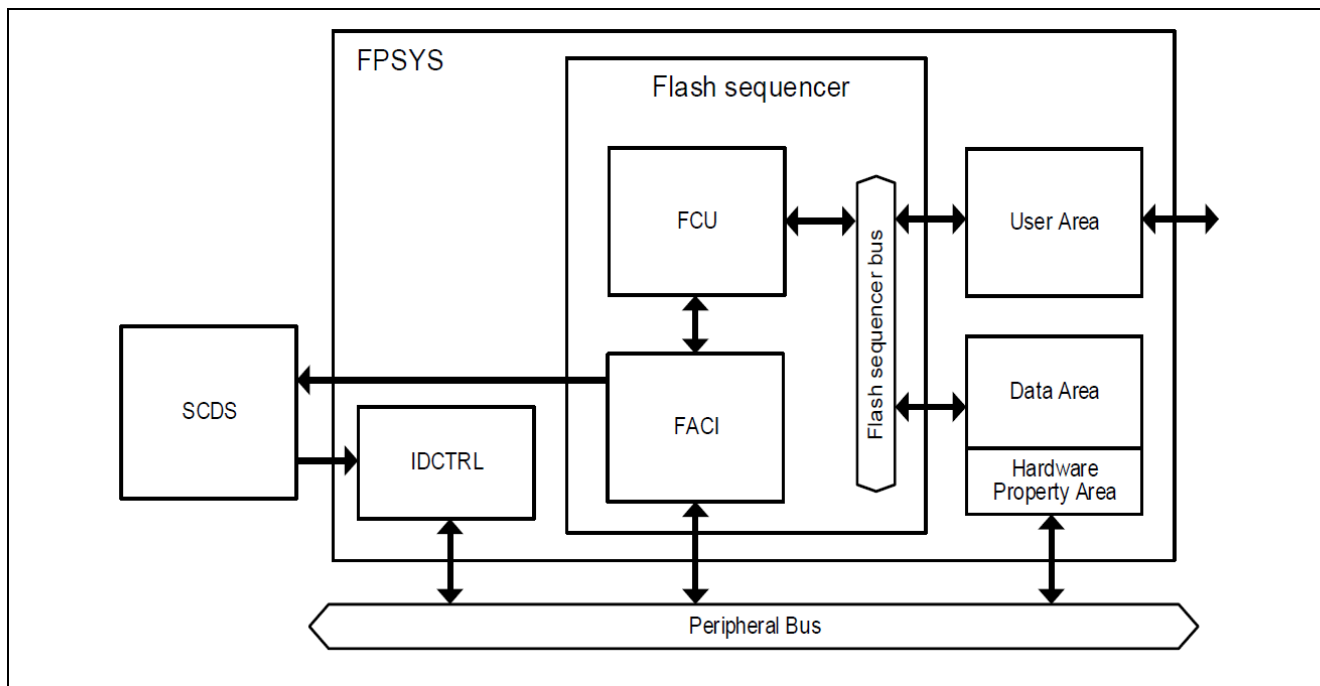 FPSYS
Flash sequencer
FCU
Flash sequencer bus
User Area
SCDS
IDCTRL
FACI
Data Area
Hardware
Property Area
Peripheral Bus